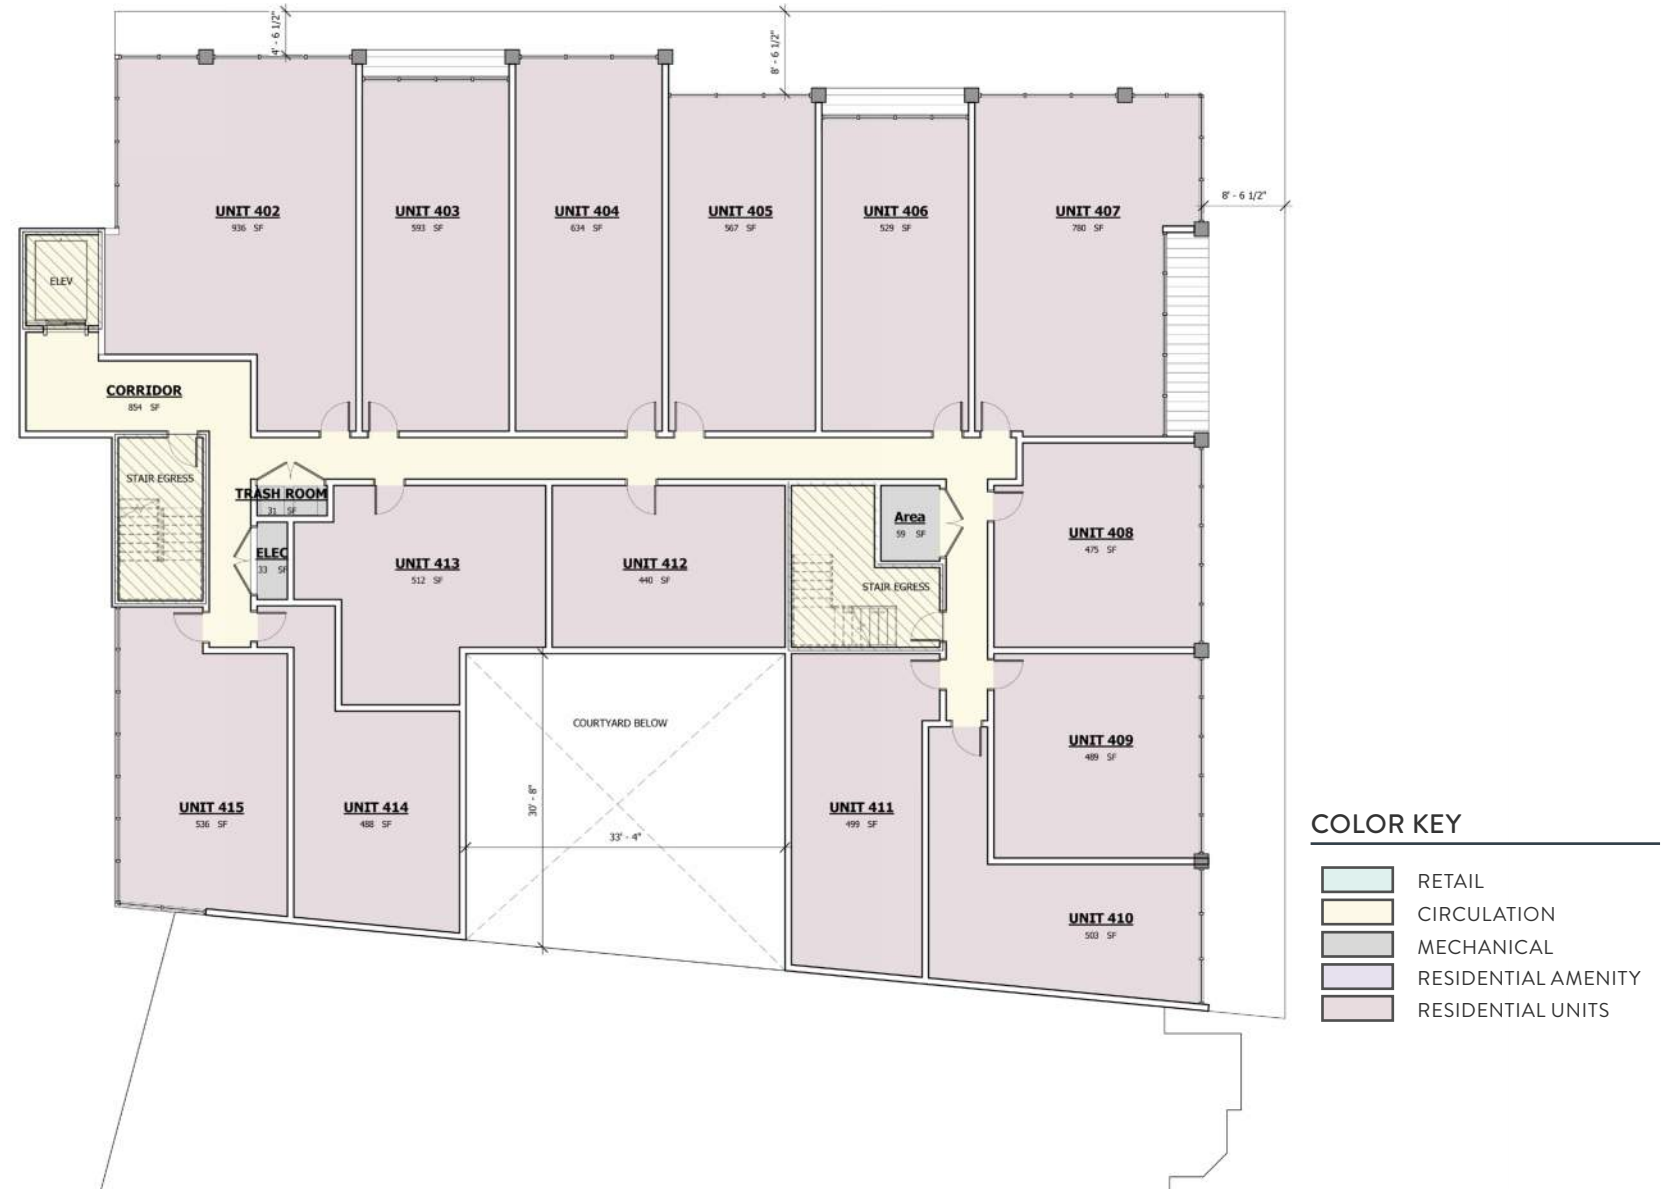 4' - 6 1/2"
8' - 6 1/2"
8' - 6 1/2"
UNIT 402
936 SF
UNIT 403
593 SF
UNIT 404
634 SF
UNIT 405
567 SF
UNIT 406
529 SF
UNIT 407
780 SF
ELEV
CORRIDOR
854 SF
STAIR EGRESS
TRASH ROOM
31 SF
ELEC
33 SF
UNIT 413
512 SF
UNIT 412
440 SF
Area
59 SF
STAIR EGRESS
UNIT 408
475 SF
COURTYARD BELOW
30' - 8"
33' - 4"
UNIT 409
489 SF
UNIT 415
536 SF
UNIT 414
488 SF
UNIT 411
499 SF
UNIT 410
503 SF
COLOR KEY
RETAIL
CIRCULATION
MECHANICAL
RESIDENTIAL AMENITY
RESIDENTIAL UNITS